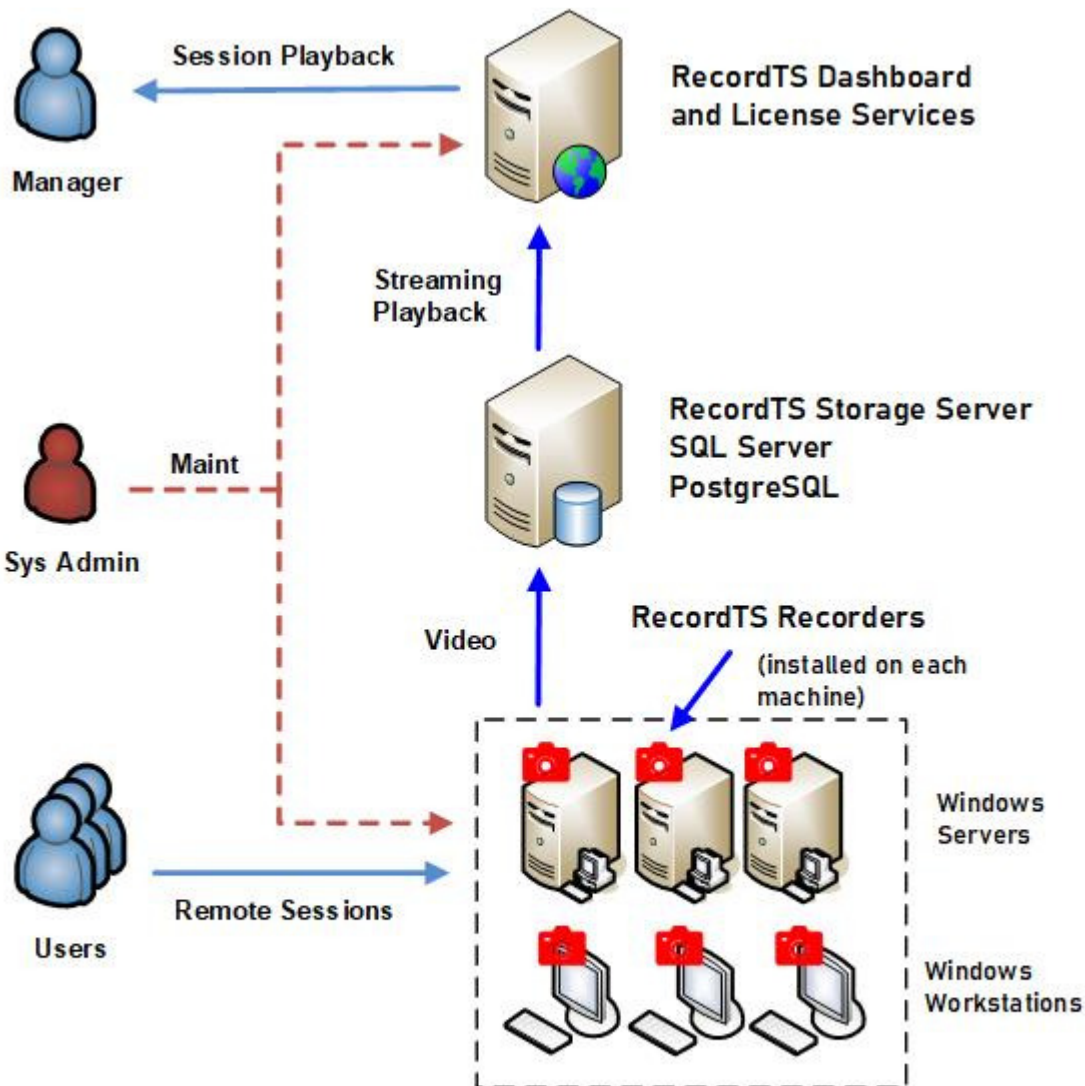 Session Playback
RecordTS Dashboard
and License Services
Manager
Streaming
Playback
RecordTS Storage Server
SQL Server
PostgreSQL
Maint
Sys Admin
Video
RecordTS Recorders
(installed on each
machine)
Windows
Servers
Remote Sessions
Users
Windows
Workstations